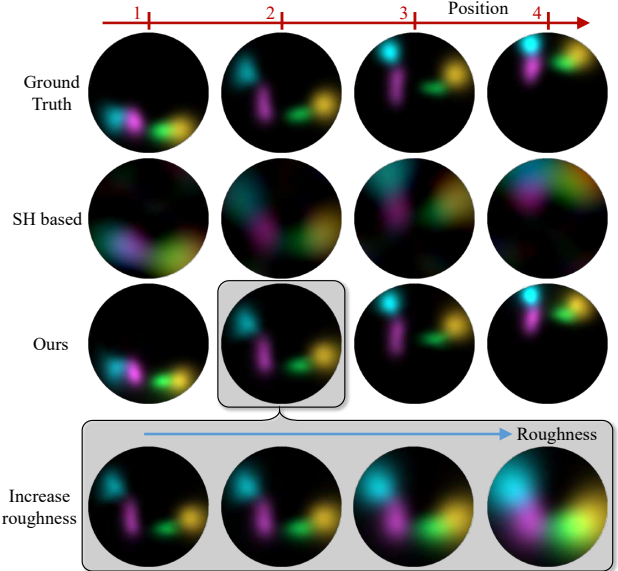 Position
1 2 3 4
Ground
Truth
SH based
Ours
Roughness
Increase
roughness